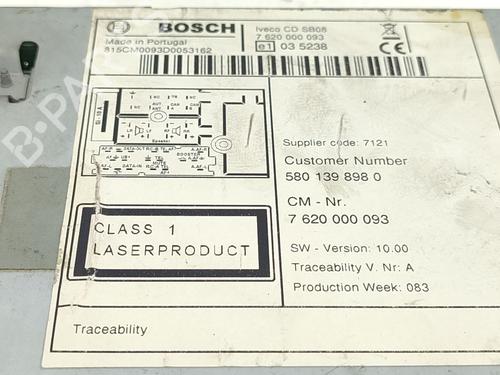 BOSCH
Iveco CD SB08
7 620 000 093
Made in Portugal
e1 03 5238
CE
815CM0093D0053162
Supplier code: 7121
Customer Number
580 139 898 0
CM - Nr.
7 620 000 093
CLASS 1
LASERPRODUCT
SW - Version: 10.00
Traceability V. Nr: A
Production Week: 083
Traceability
B-PARTS